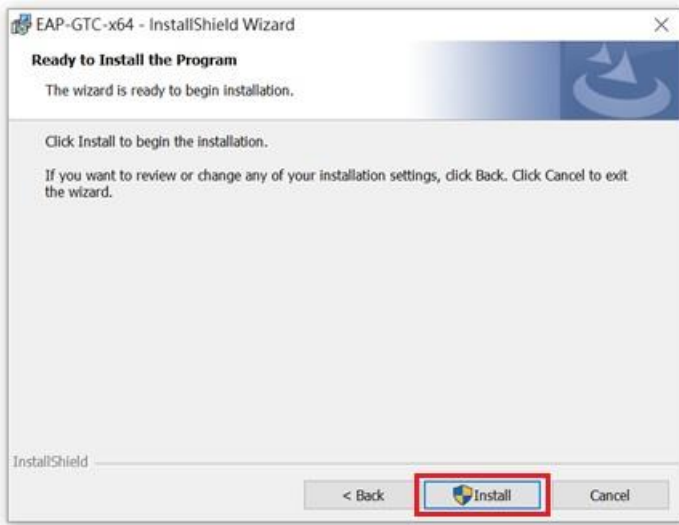 EAP-GTC-x64 - InstallShield Wizard
Ready to Install the Program
The wizard is ready to begin installation.
Click Install to begin the installation.
If you want to review or change any of your installation settings, click Back. Click Cancel to exit
the wizard.
InstallShield
< Back Install Cancel